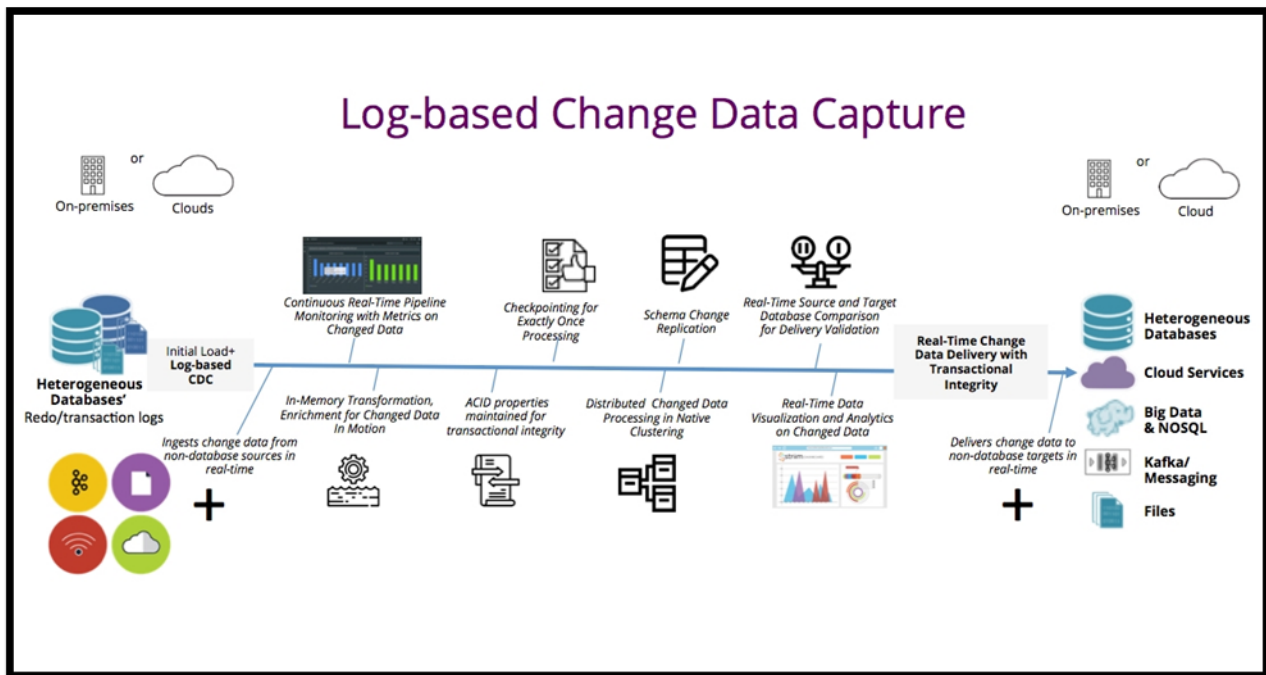 Log-based Change Data Capture
or
On-premises
Clouds
or
On-premises
Cloud
Continuous Real-Time Pipeline
Monitoring with Metrics on
Changed Data
Checkpointing for
Exactly Once
Processing
Schema Change
Replication
Real-Time Source and Target
Database Comparison
for Delivery Validation
Initial Load+
Log-based
CDC
Heterogeneous
Databases’
Redo/transaction logs
Real-Time Change
Data Delivery with
Transactional
Integrity
Ingests change data from
non-database sources in
real-time
In-Memory Transformation,
Enrichment for Changed Data
In Motion
ACID properties
maintained for
transactional integrity
Distributed Changed Data
Processing in Native
Clustering
Real-Time Data
Visualization and Analytics
on Changed Data
striim
Delivers change data to
non-database targets in
real-time
Heterogeneous
Databases
Cloud Services
Big Data
& NOSQL
Kafka/
Messaging
Files